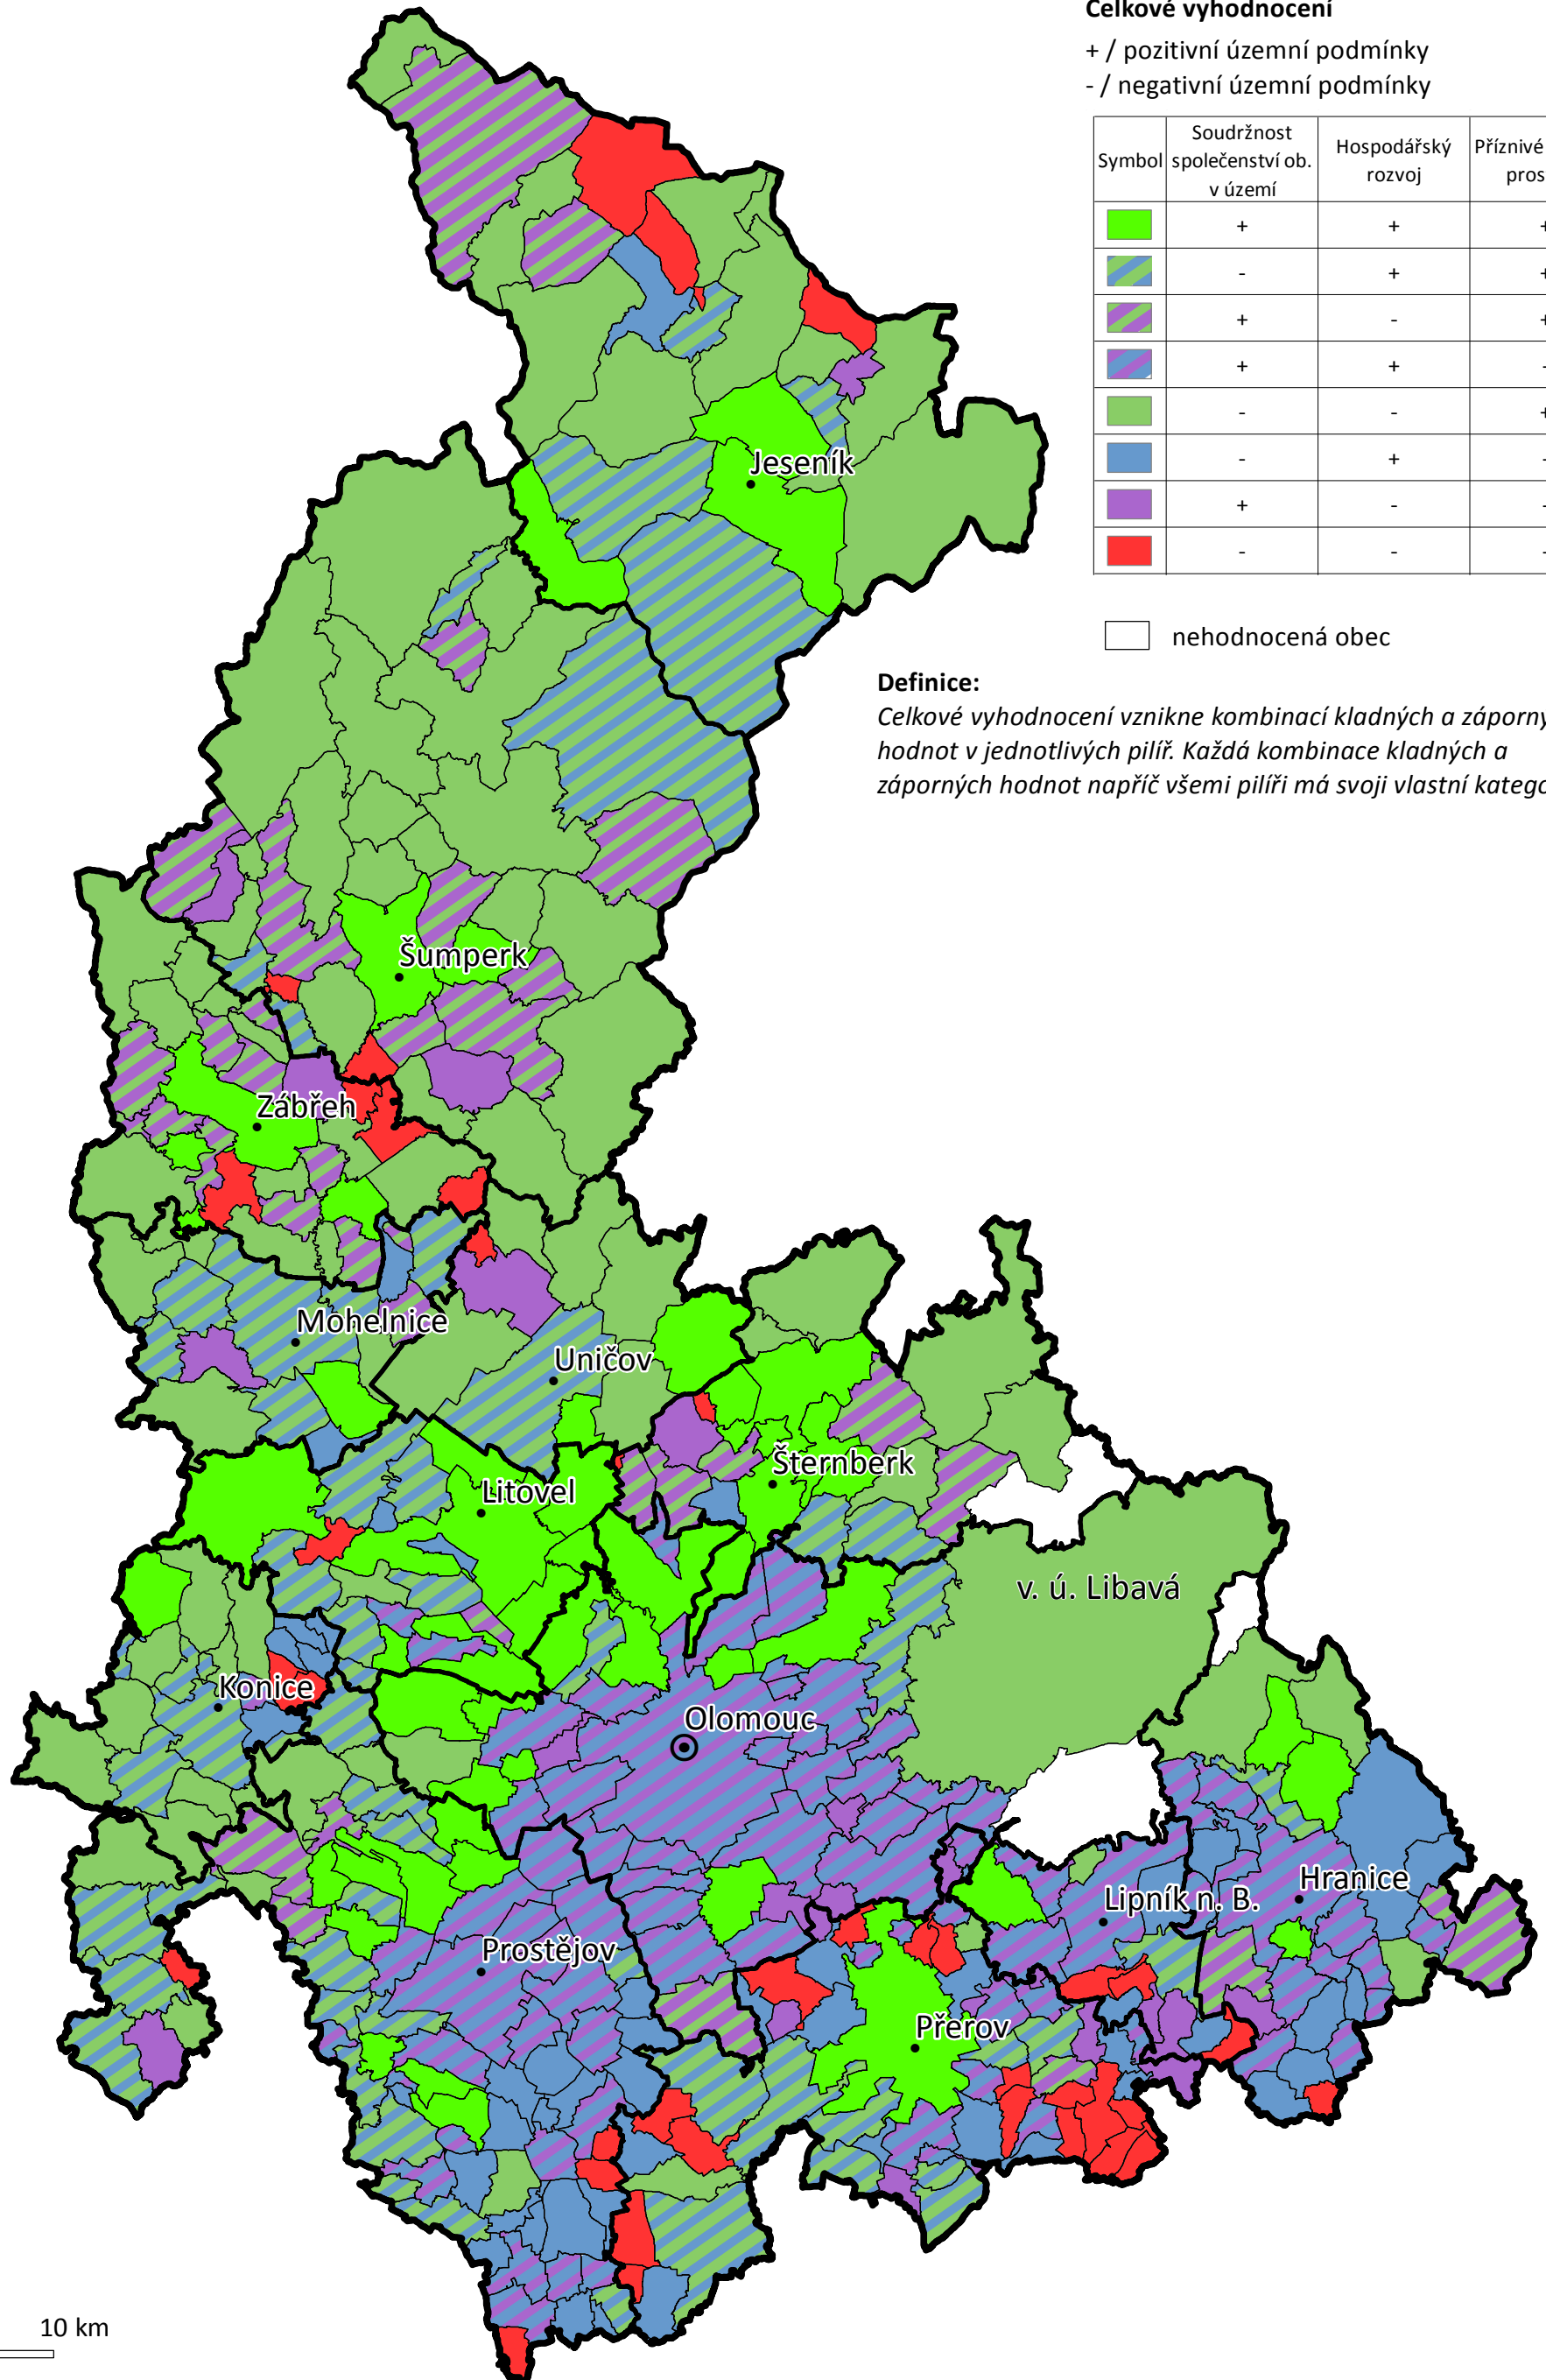 Celkové vyhodnocení
+ / pozitivní územní podmínky
- / negativní územní podmínky
Symbol
Soudržnost
společenství ob.
v území
Hospodářský
rozvoj
Příznivé
pros
+ + +
- + +
+ - +
+ + -
- - +
- + -
+ - -
- - -
nehodnocená obec
Definice:
Celkové vyhodnocení vznikne kombinací kladných a záporný
hodnot v jednotlivých pilíř. Každá kombinace kladných a
záporných hodnot napříč všemi pilíři má svoji vlastní katego
Jeseník
Šumperk
Zábřeh
Mohelnice
Uničov
Šternberk
Litovel
v. ú. Libavá
Konice
Olomouc
Hranice
Lipník n. B.
Prostějov
Přerov
10 km